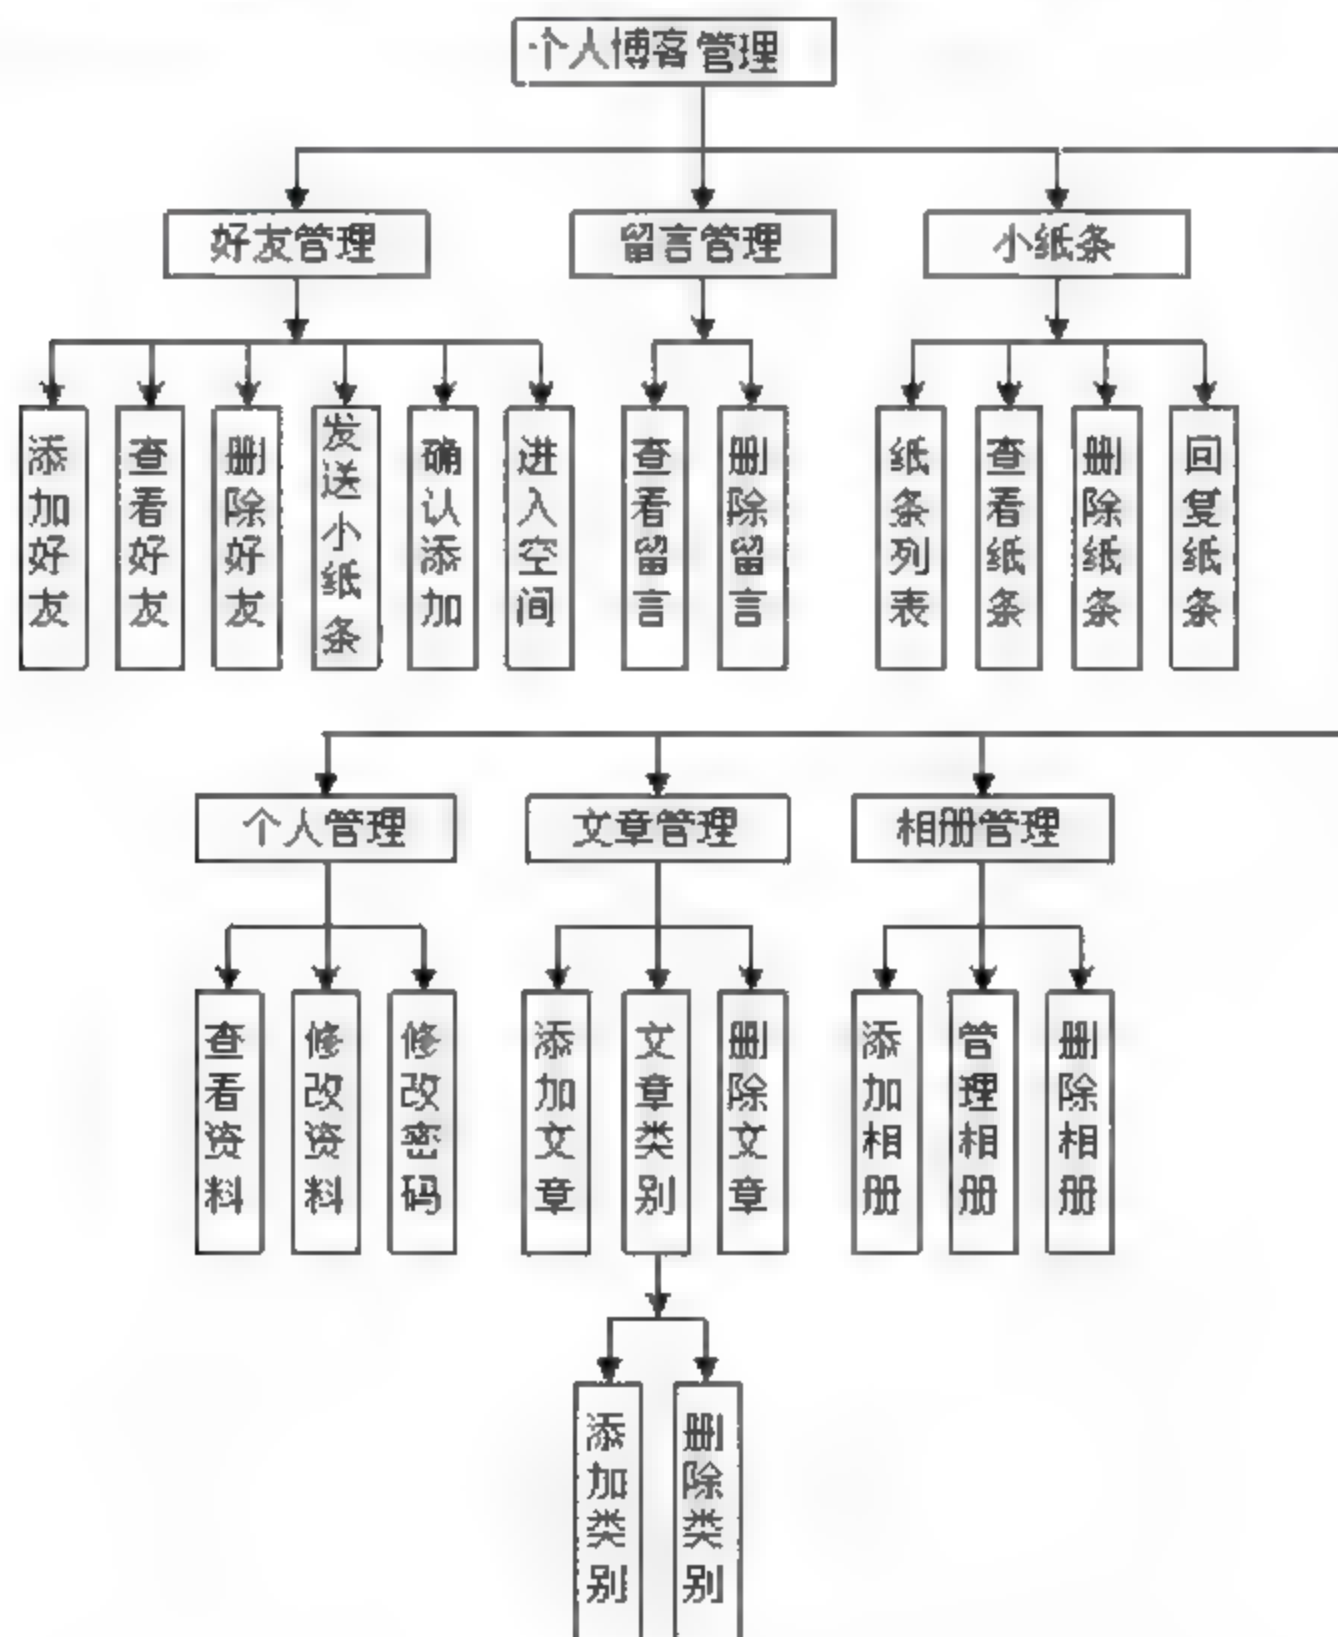 个人博客管理
好友管理
留言管理
小纸条
添加好友
查看好友
删除好友
发送小纸条
确认添加
进入空间
查看留言
删除留言
纸条列表
查看纸条
删除纸条
回复纸条
个人管理
文章管理
相册管理
查看资料
修改资料
修改密码
添加文章
文章类别
删除文章
添加相册
管理相册
删除相册
添加类别
删除类别